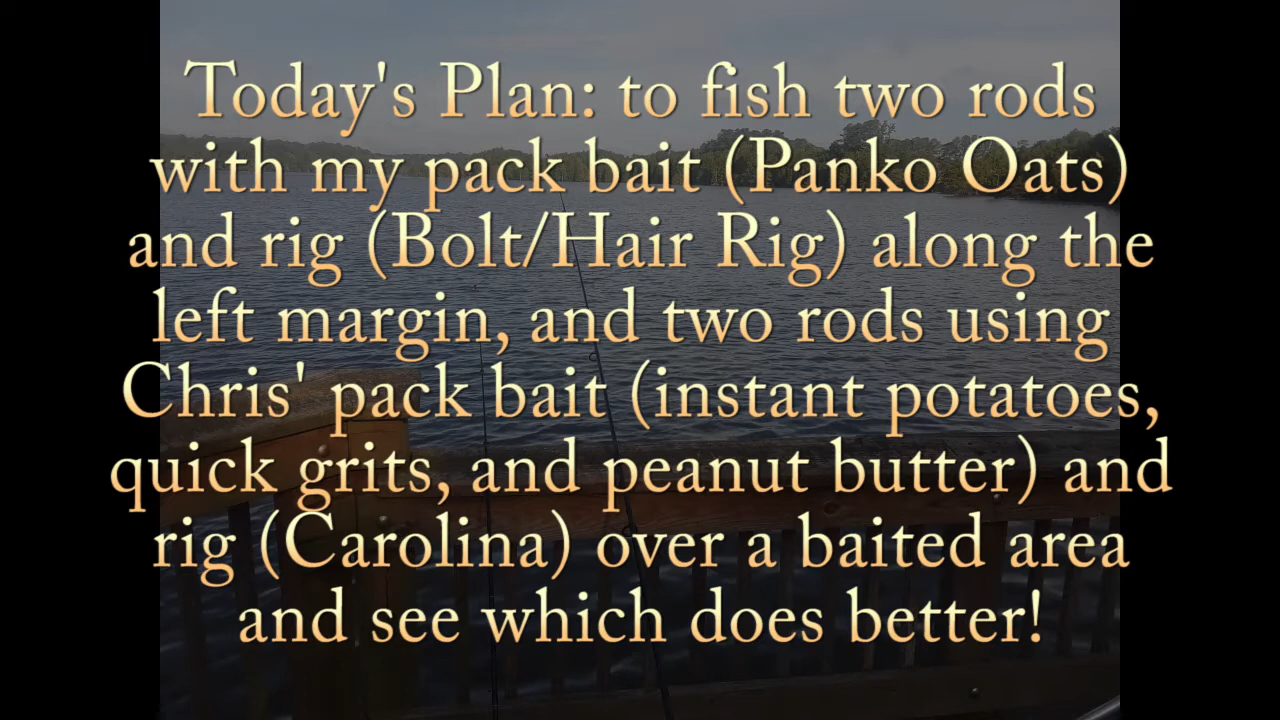 Today's Plan: to fish two rods
with my pack bait (Panko Oats)
and rig (Bolt/Hair Rig) along the
left margin, and two rods using
Chris' pack bait (instant potatoes,
quick grits, and peanut butter) and
rig (Carolina) over a baited area
and see which does better!